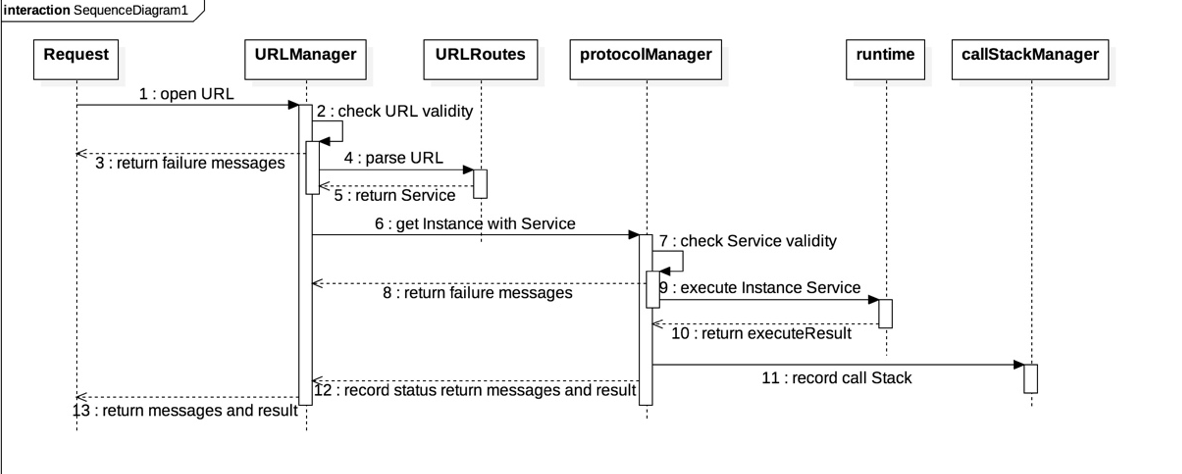 interaction SequenceDiagram1
Request
URLManager
URLRoutes
protocolManager
runtime
callStackManager
1 : open URL
2 : check URL validity
3 : return failure messages
4 : parse URL
5 : return Service
6 : get Instance with Service
7 : check Service validity
8 : return failure messages
9 : execute Instance Service
10 : return executeResult
11 : record call Stack
12 : record status return messages and result
13 : return messages and result